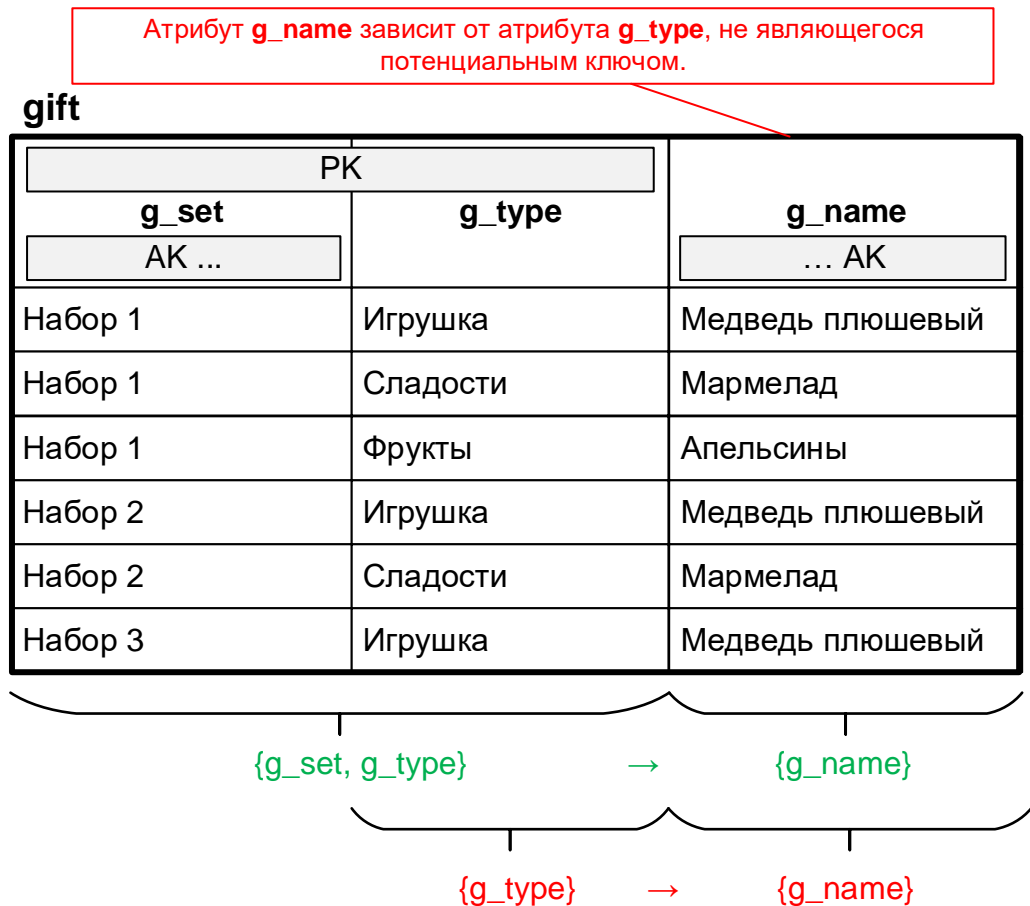 Атрибут g_name зависит от атрибута g_type, не являющегося
потенциальным ключом.
gift
PK
g_set g_type g_name
AK ... … AK
Набор 1 Игрушка Медведь плюшевый
Набор 1 Сладости Мармелад
Набор 1 Фрукты Апельсины
Набор 2 Игрушка Медведь плюшевый
Набор 2 Сладости Мармелад
Набор 3 Игрушка Медведь плюшевый
{g_set, g_type} → {g_name}
{g_type} → {g_name}